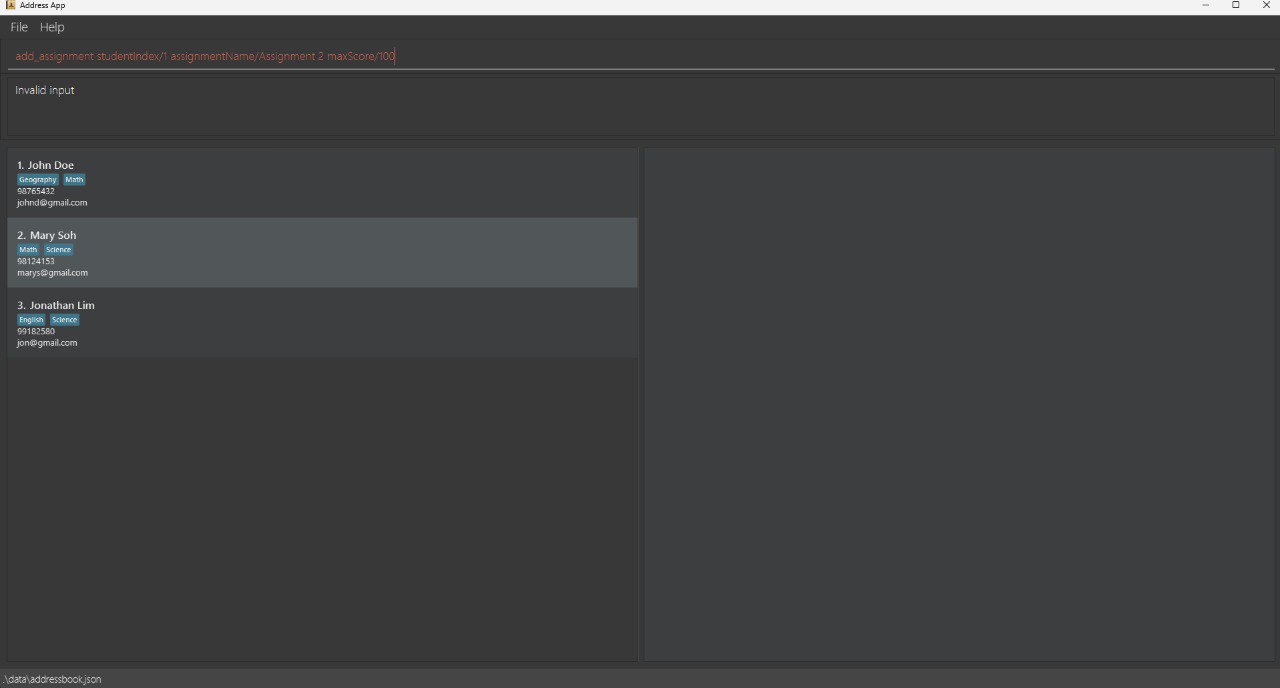 Address App
File Help
add_assignment studentIndex/1 assignmentName/Assignment 2 maxScore/100
Invalid input
1. John Doe
Geography Math
98765432
johnd@gmail.com
2. Mary Soh
Math Science
98124153
marys@gmail.com
3. Jonathan Lim
English Science
99182580
jon@gmail.com
.\data\addressbook.json